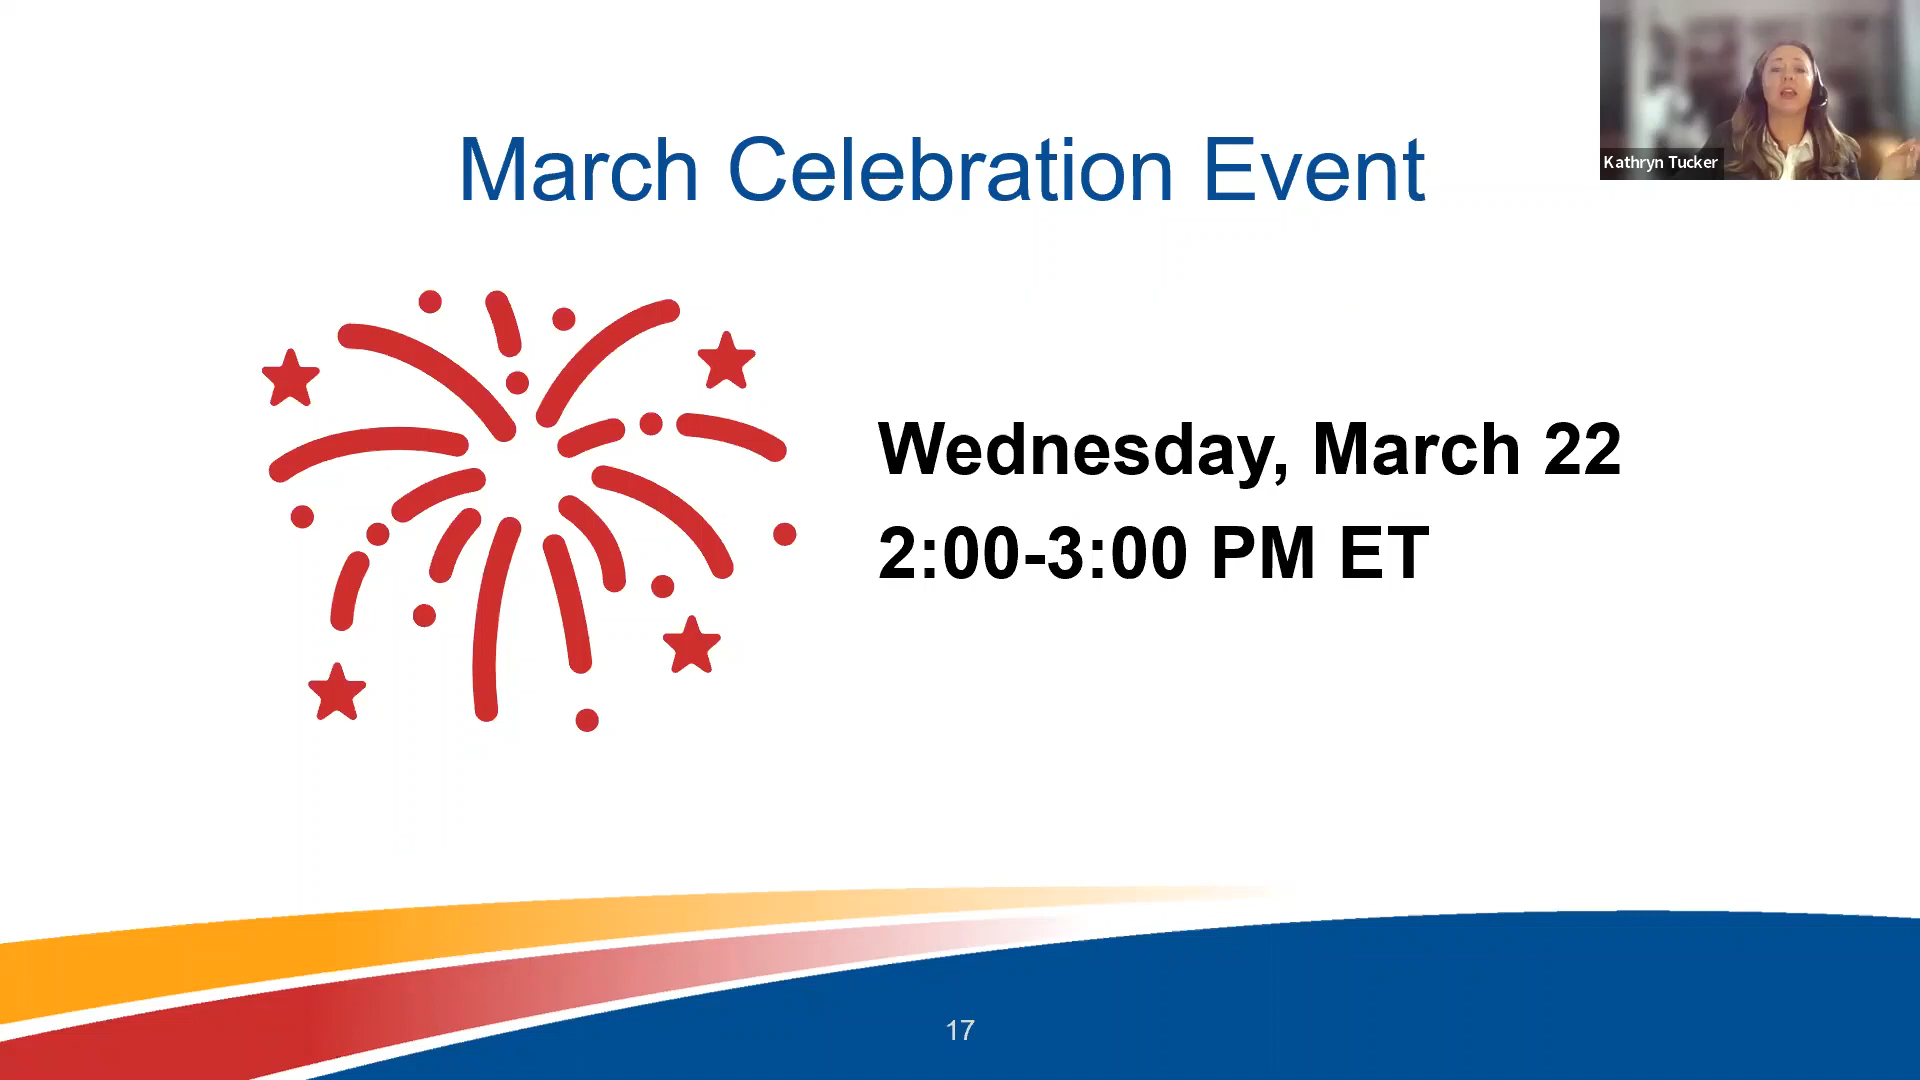 March Celebration Event
Kathryn Tucker
Wednesday, March 22
2:00-3:00 PM ET
17